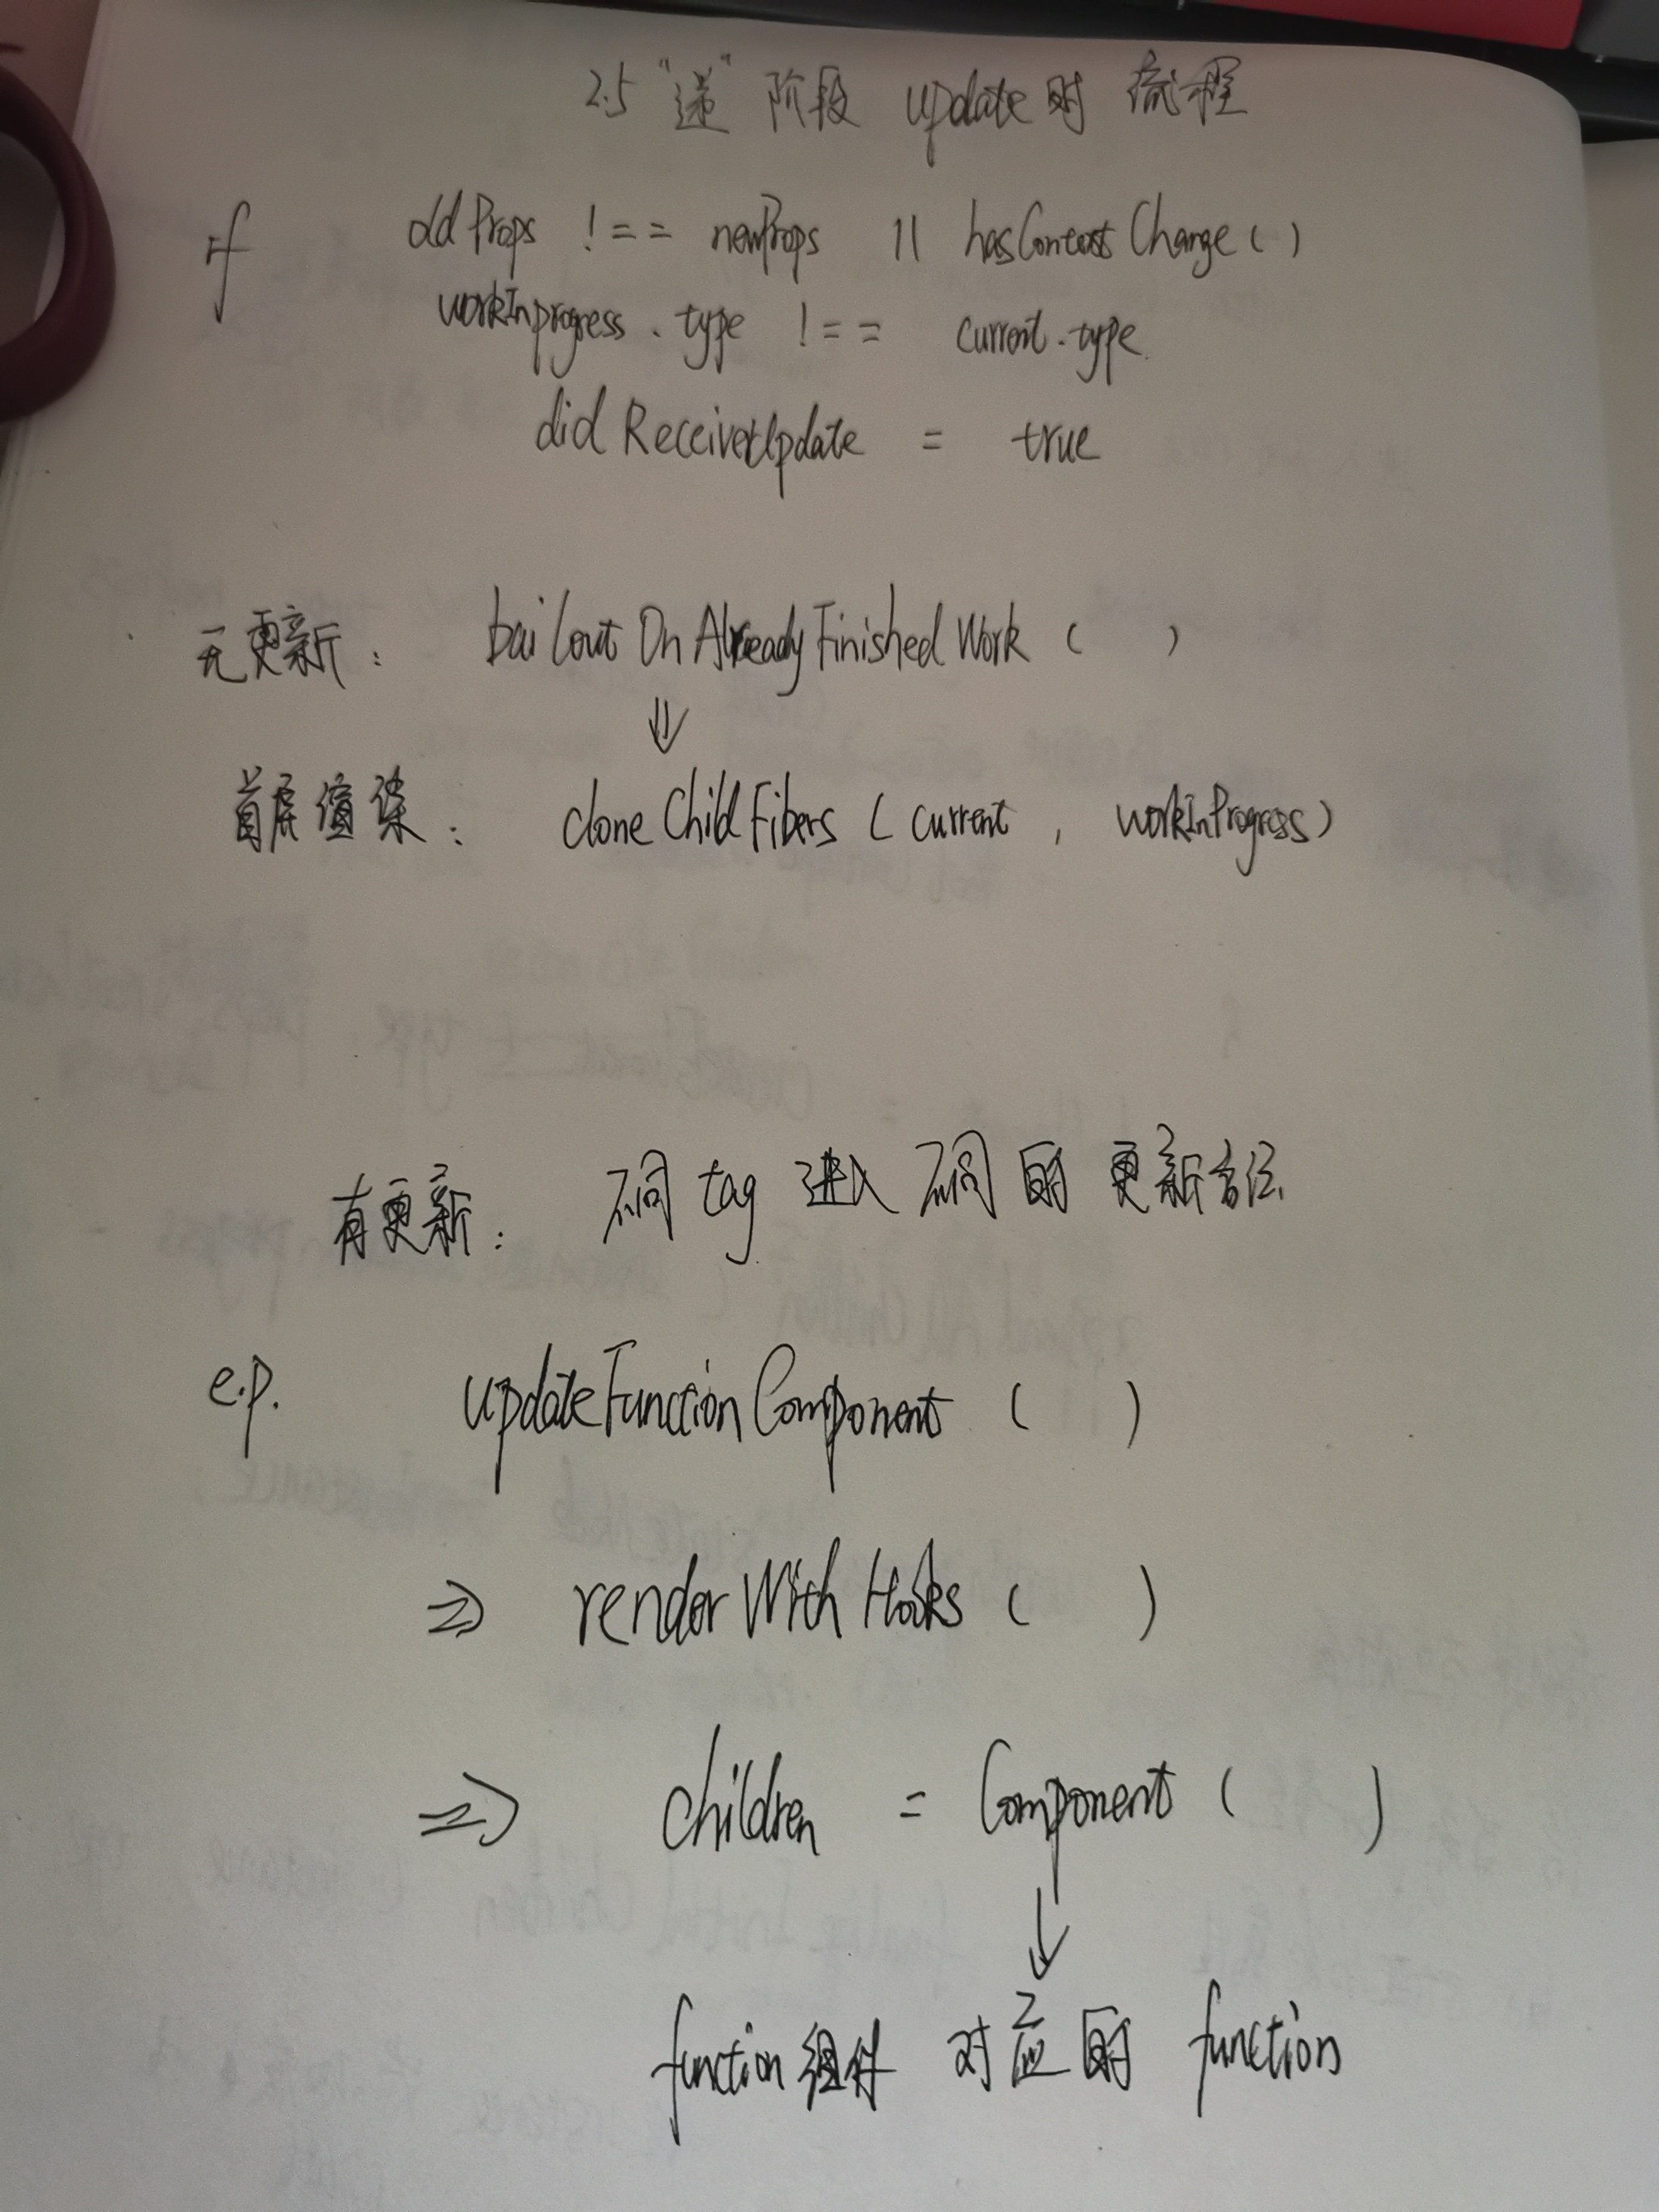 2.5 "递" 阶段 update时 流程
if oldProps !== newProps || hasContextChange ( )
workInprogress . type !== current . type
didReceiveUpdate = true
无更新 : bailoutOnAlreadyFinishedWork ( )
⇓
首屏渲染 : cloneChildFibers ( current , workInProgress )
有更新 : 不同 tag 进入 不同 的 更新方法
e.p. updateFunctionComponent ( )
⇒ renderWithHooks ( )
⇒ children = Component ( )
↓
function组件 对应的 function